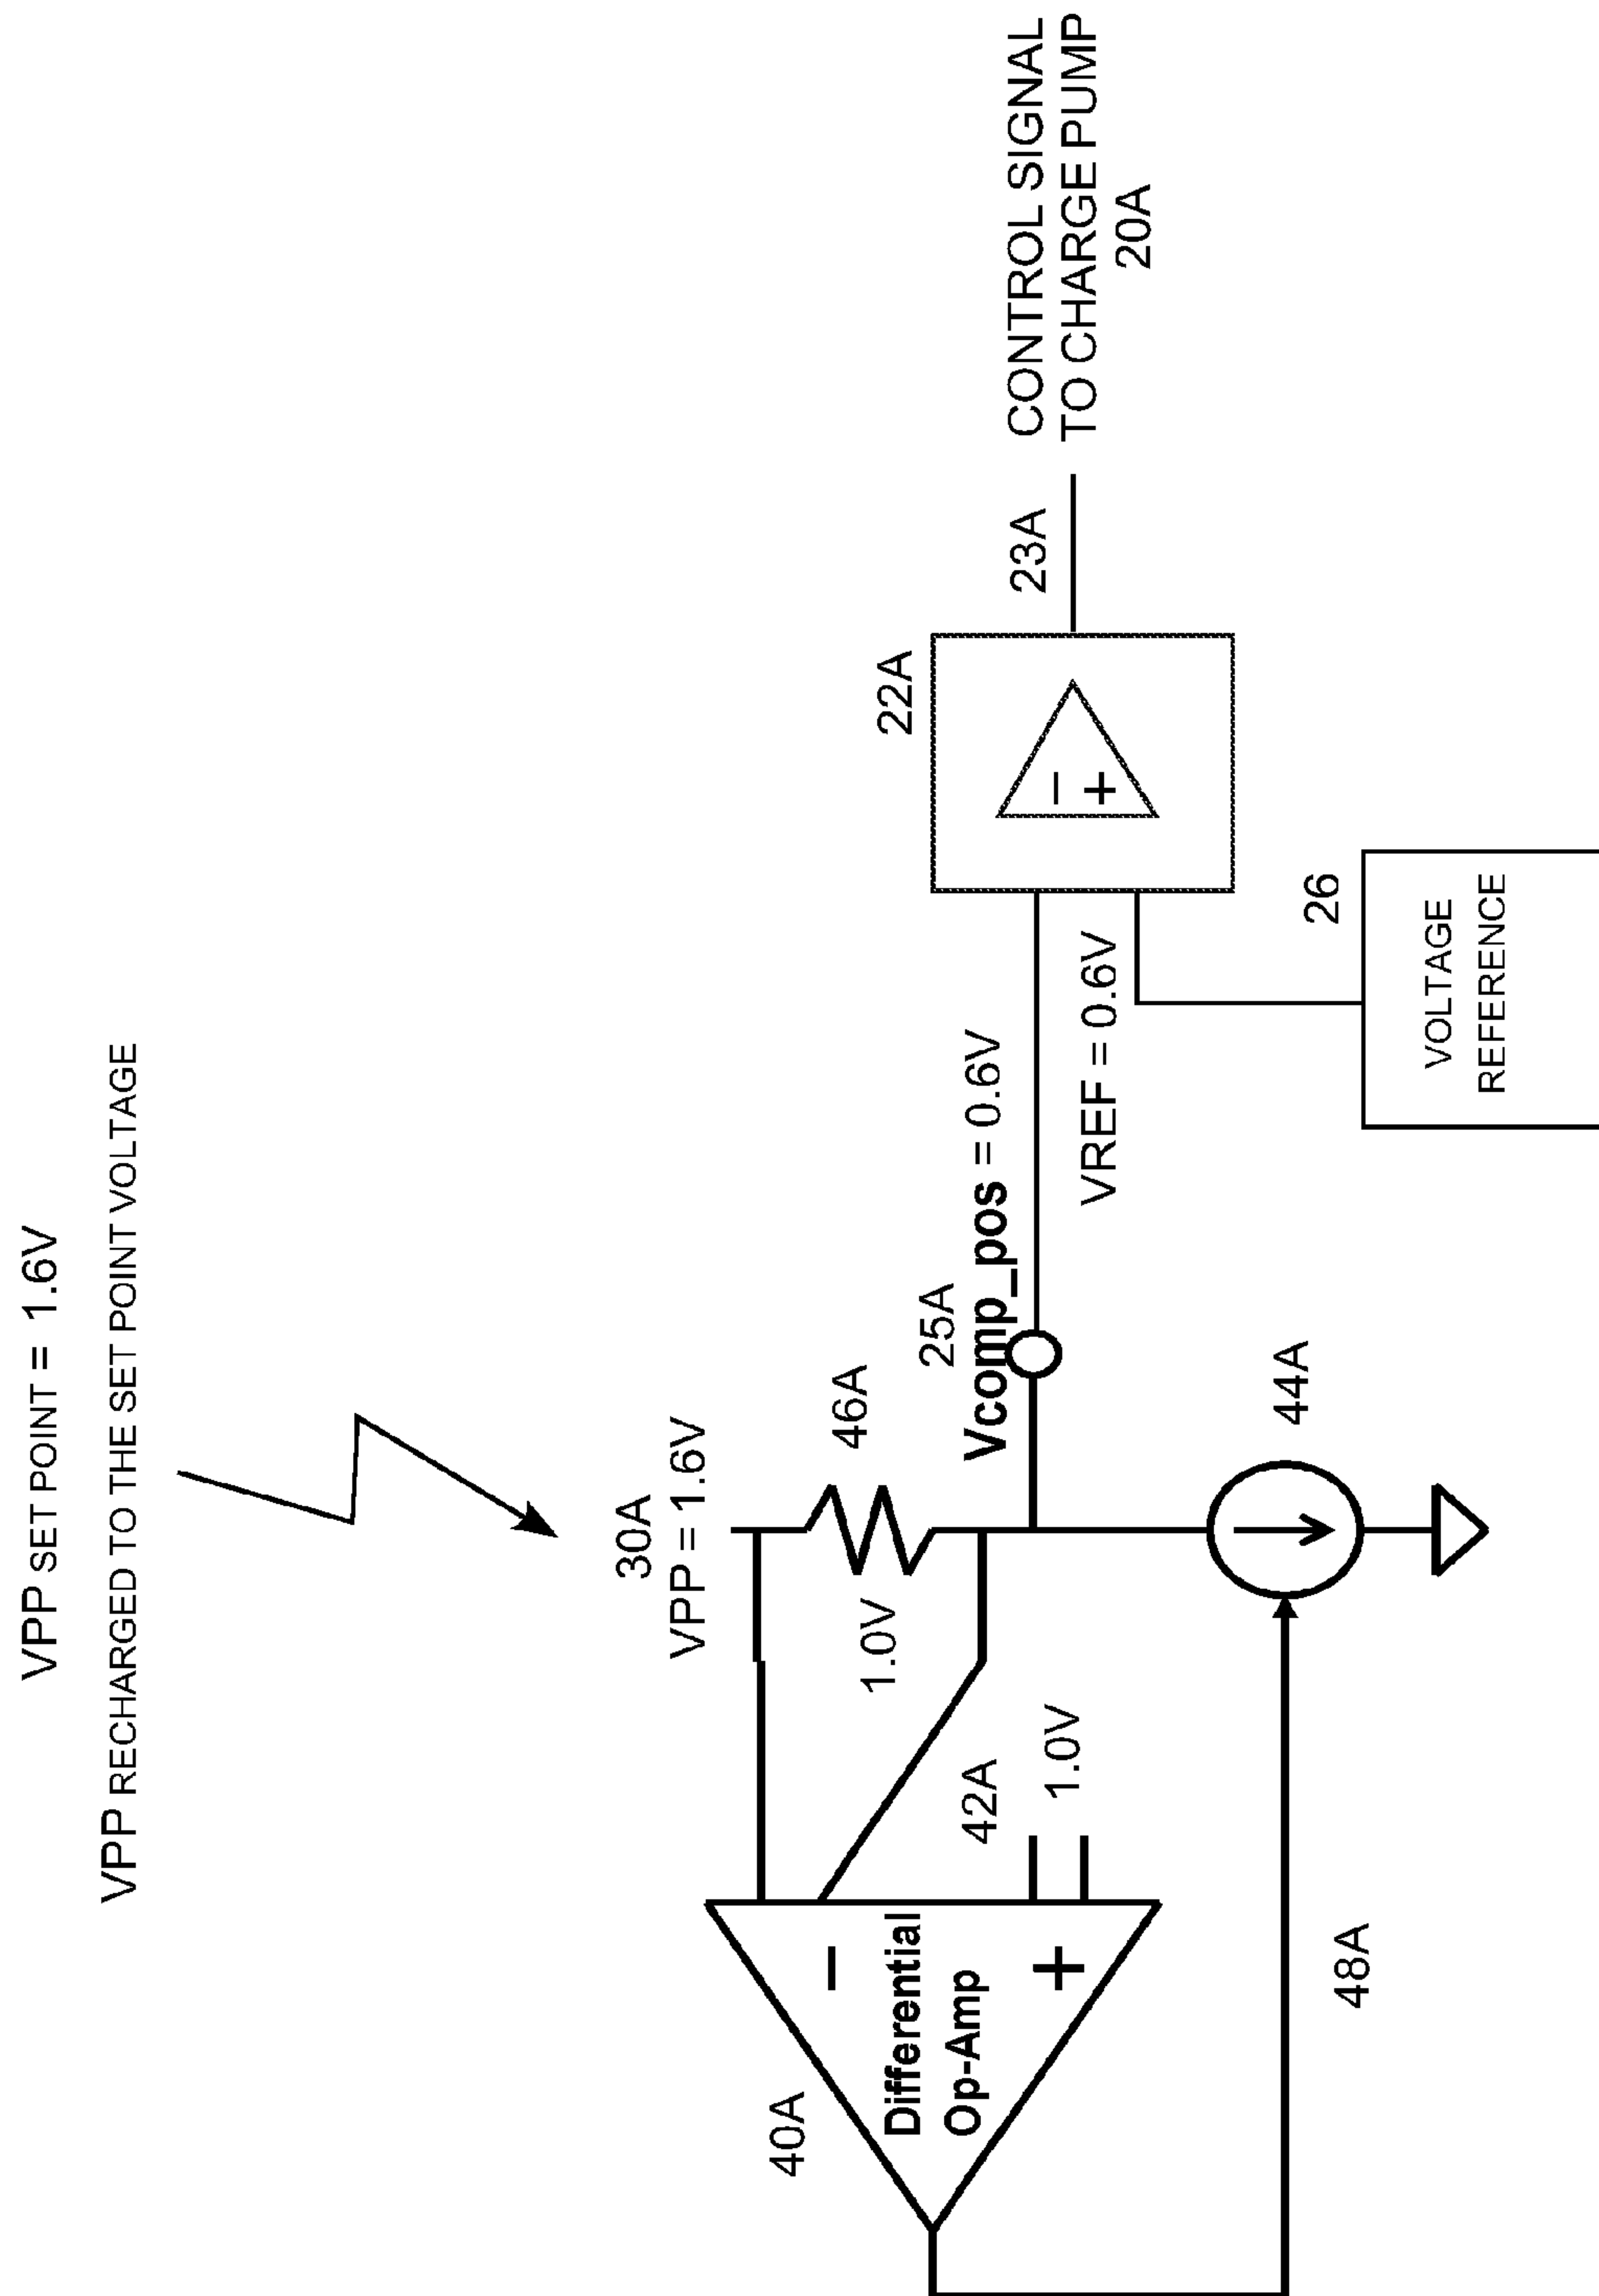 VPP SET POINT = 1.6V
VPP RECHARGED TO THE SET POINT VOLTAGE
30A
VPP = 1.6V
40A
−
Differential
Op-Amp
+
1.0V
46A
42A
1.0V
25A
Vcomp_pos = 0.6V
VREF = 0.6V
22A
−
+
23A
CONTROL SIGNAL
TO CHARGE PUMP
20A
44A
48A
26
VOLTAGE
REFERENCE